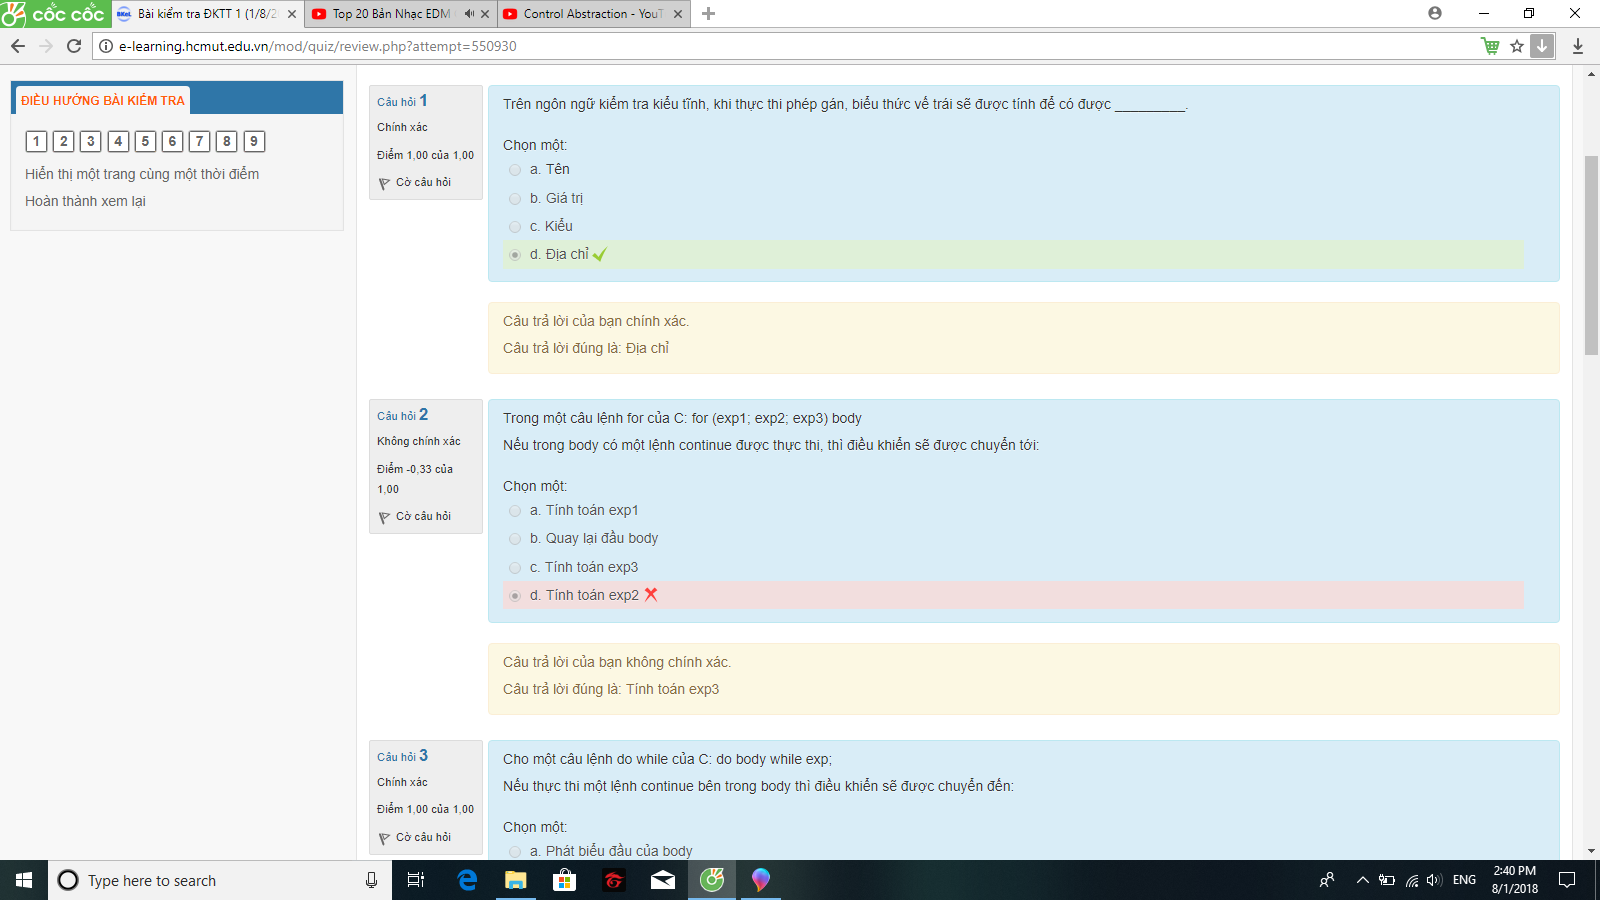 cốc cốc
Bài kiểm tra ĐKTT 1 (1/8/2
Top 20 Bản Nhạc EDM
Control Abstraction - YouT
e-learning.hcmut.edu.vn/mod/quiz/review.php?attempt=550930
ĐIỀU HƯỚNG BÀI KIỂM TRA
1 2 3 4 5 6 7 8 9
Hiển thị một trang cùng một thời điểm
Hoàn thành xem lại
Câu hỏi 1
Chính xác
Điểm 1,00 của 1,00
Cờ câu hỏi
Trên ngôn ngữ kiểm tra kiểu tĩnh, khi thực thi phép gán, biểu thức vế trái sẽ được tính để có được _________.
Chọn một:
a. Tên
b. Giá trị
c. Kiểu
d. Địa chỉ
Câu trả lời của bạn chính xác.
Câu trả lời đúng là: Địa chỉ
Câu hỏi 2
Không chính xác
Điểm -0,33 của
1,00
Cờ câu hỏi
Trong một câu lệnh for của C: for (exp1; exp2; exp3) body
Nếu trong body có một lệnh continue được thực thi, thì điều khiển sẽ được chuyển tới:
Chọn một:
a. Tính toán exp1
b. Quay lại đầu body
c. Tính toán exp3
d. Tính toán exp2
Câu trả lời của bạn không chính xác.
Câu trả lời đúng là: Tính toán exp3
Câu hỏi 3
Chính xác
Điểm 1,00 của 1,00
Cờ câu hỏi
Cho một câu lệnh do while của C: do body while exp;
Nếu thực thi một lệnh continue bên trong body thì điều khiển sẽ được chuyển đến:
Chọn một:
a. Phát biểu đầu của body
Type here to search
ENG
2:40 PM
8/1/2018